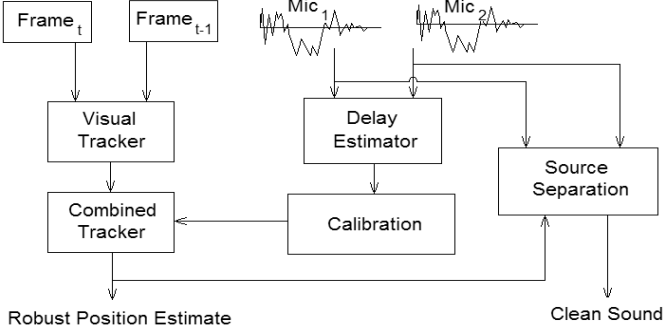 Frame t
Frame t-1
Mic 1
Mic 2
Visual
Tracker
Delay
Estimator
Source
Separation
Combined
Tracker
Calibration
Robust Position Estimate
Clean Sound